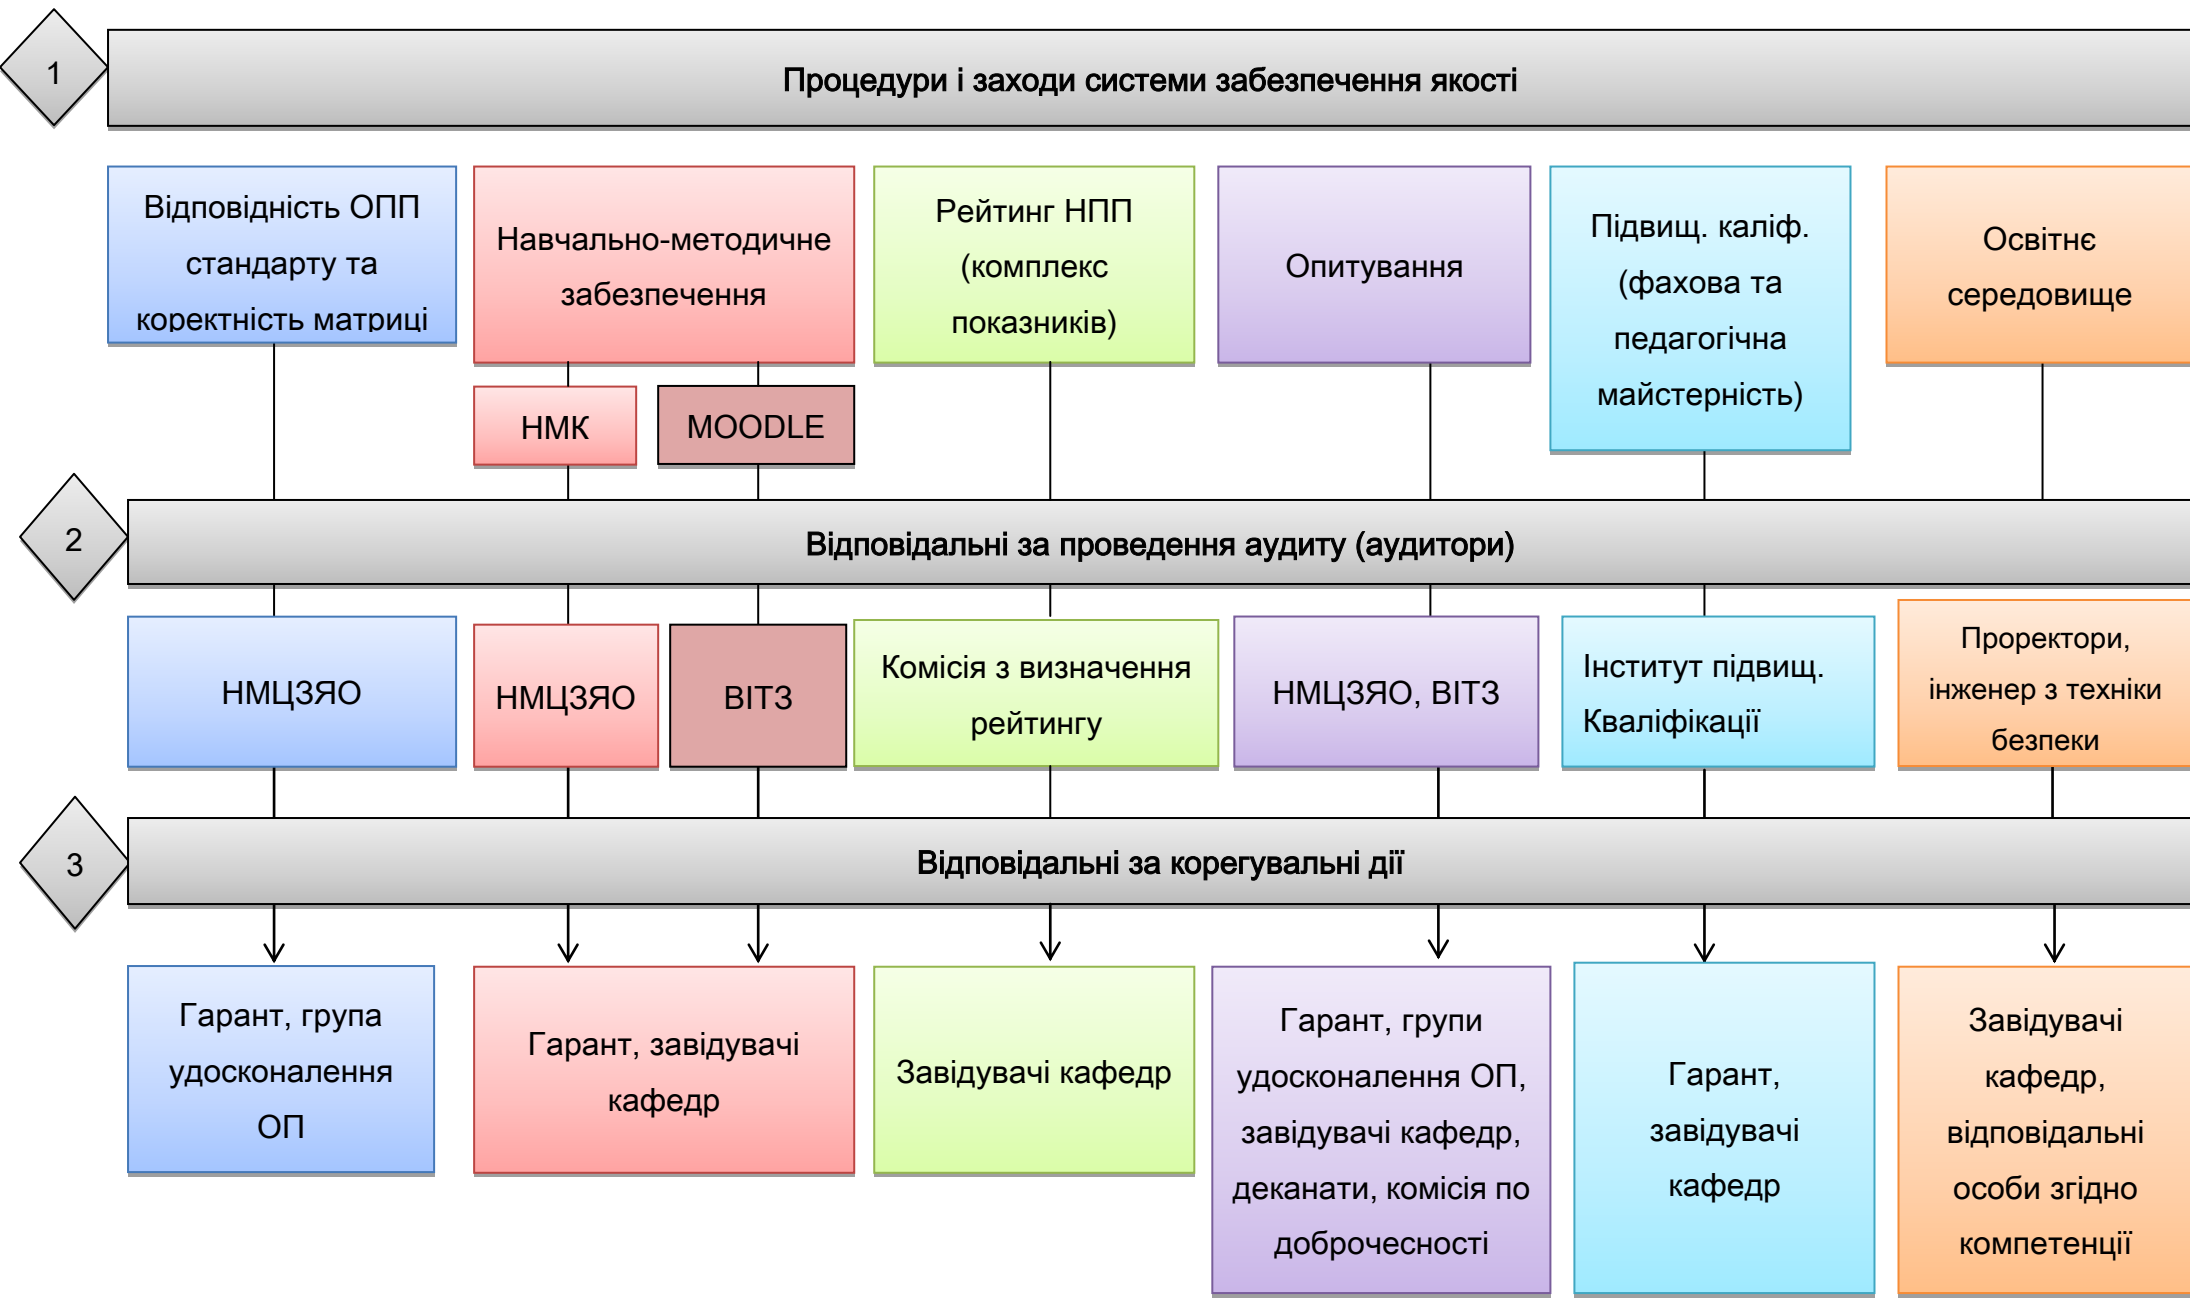 1
Процедури і заходи системи забезпечення якості
Відповідність ОПП
стандарту та
коректність матриці
Навчально-методичне
забезпечення
НМК
MOODLE
Рейтинг НПП
(комплекс
показників)
Опитування
Підвищ. каліф.
(фахова та
педагогічна
майстерність)
Освітнє
середовище
2
Відповідальні за проведення аудиту (аудитори)
НМЦЗЯО
НМЦЗЯО
ВІТЗ
Комісія з визначення
рейтингу
НМЦЗЯО, ВІТЗ
Інститут підвищ.
Кваліфікації
Проректори,
інженер з техніки
безпеки
3
Відповідальні за корегувальні дії
Гарант, група
удосконалення
ОП
Гарант, завідувачі
кафедр
Завідувачі кафедр
Гарант, групи
удосконалення ОП,
завідувачі кафедр,
деканати, комісія по
доброчесності
Гарант,
завідувачі
кафедр
Завідувачі
кафедр,
відповідальні
особи згідно
компетенції